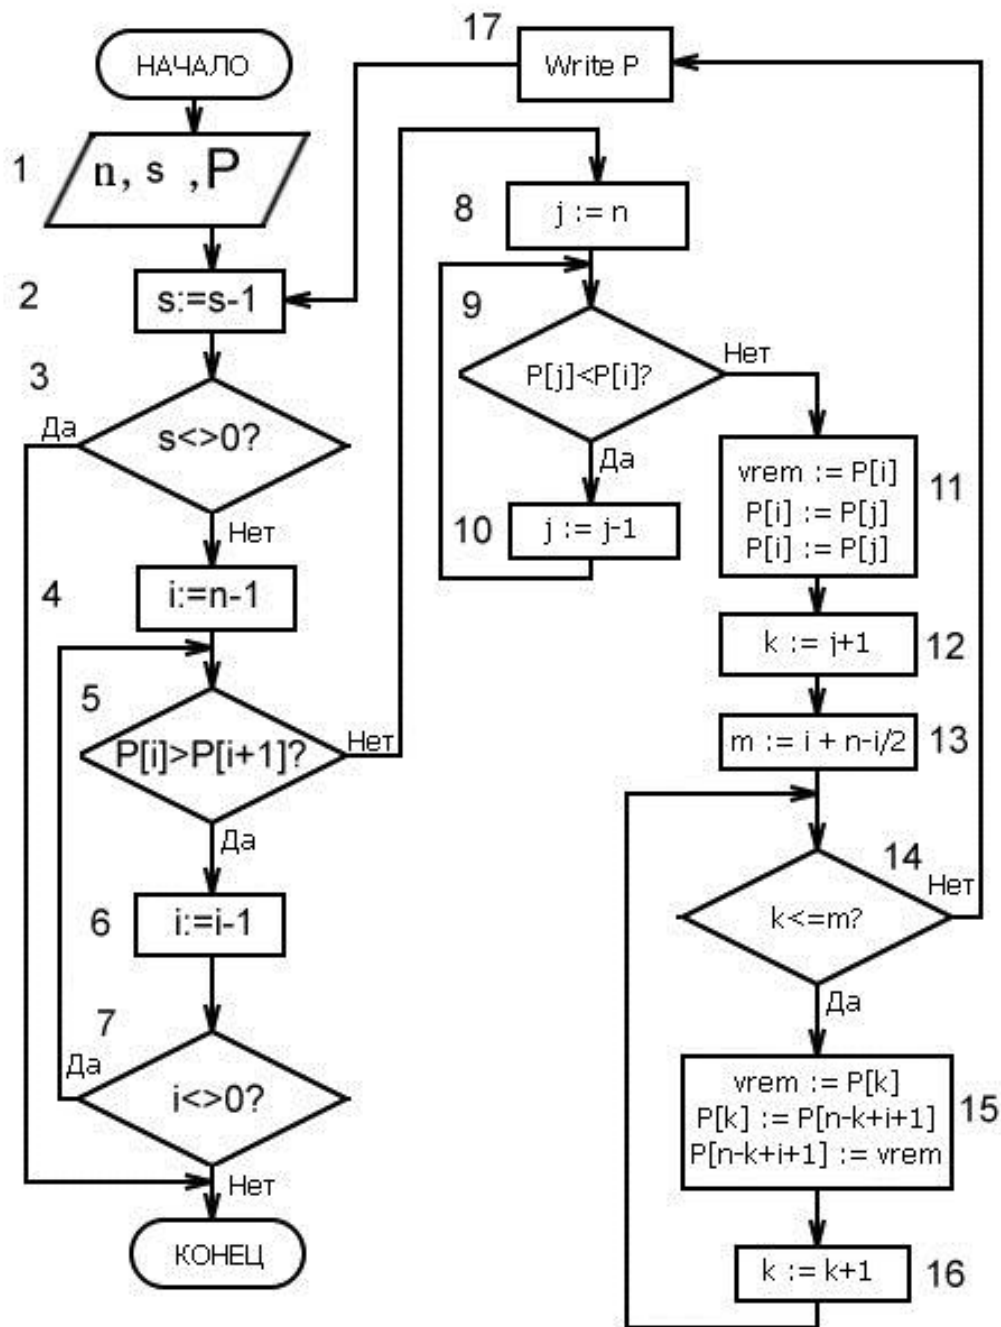 НАЧАЛО
1
n, s ,P
2
s:=s-1
3
s<>0?
Да
Нет
4
i:=n-1
5
P[i]>P[i+1]?
Нет
Да
6
i:=i-1
7
Да
i<>0?
Нет
КОНЕЦ
8
j := n
9
P[j]<P[i]?
Нет
Да
10
j := j-1
11
vrem := P[i]
P[i] := P[j]
P[i] := P[j]
12
k := j+1
13
m := i + n-i/2
14
k<=m?
Нет
Да
15
vrem := P[k]
P[k] := P[n-k+i+1]
P[n-k+i+1] := vrem
16
k := k+1
17
Write P